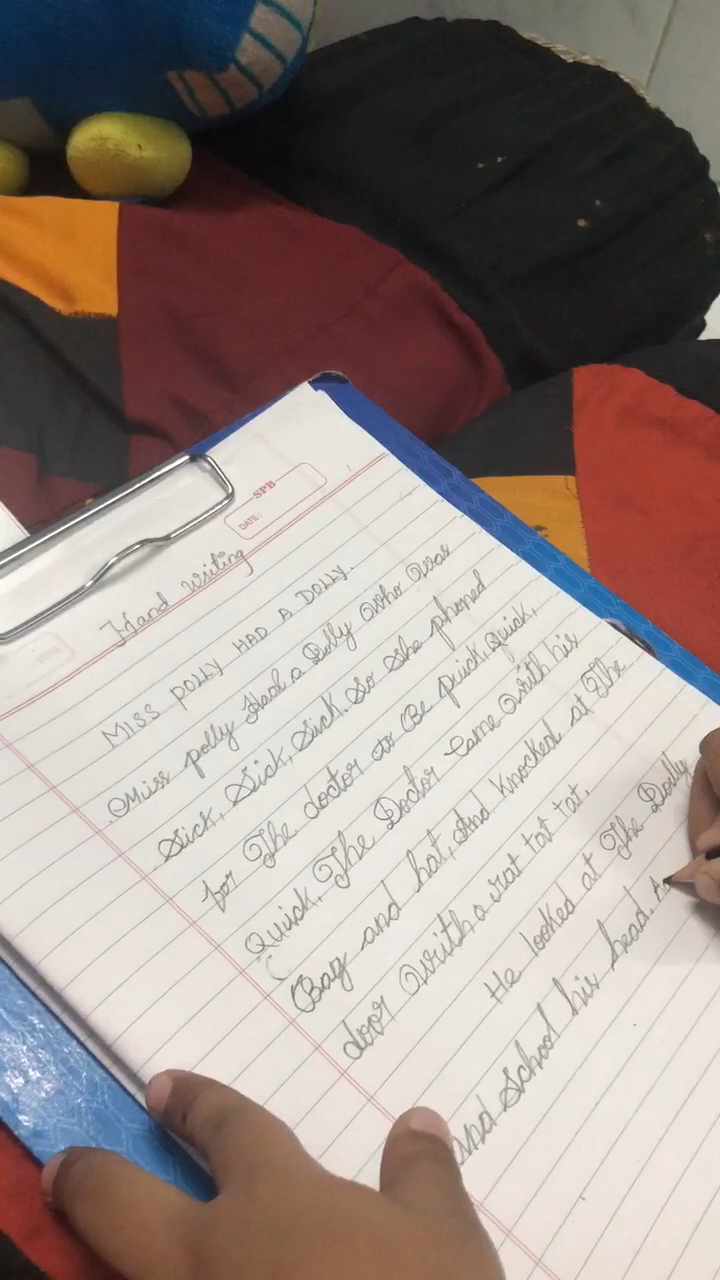 SPB
DATE:
Hand Writing
MISS POLLY HAD A DOLLY.
Miss polly Had a Dolly who was
Sick, Sick, Sick. So She phoned
for The doctor to Be quick, quick,
Quick, The Doctor Came with his
Bag and hat, And Knocked at The
door with a rat tat tat.
He looked at The Dolly
and School his head. An